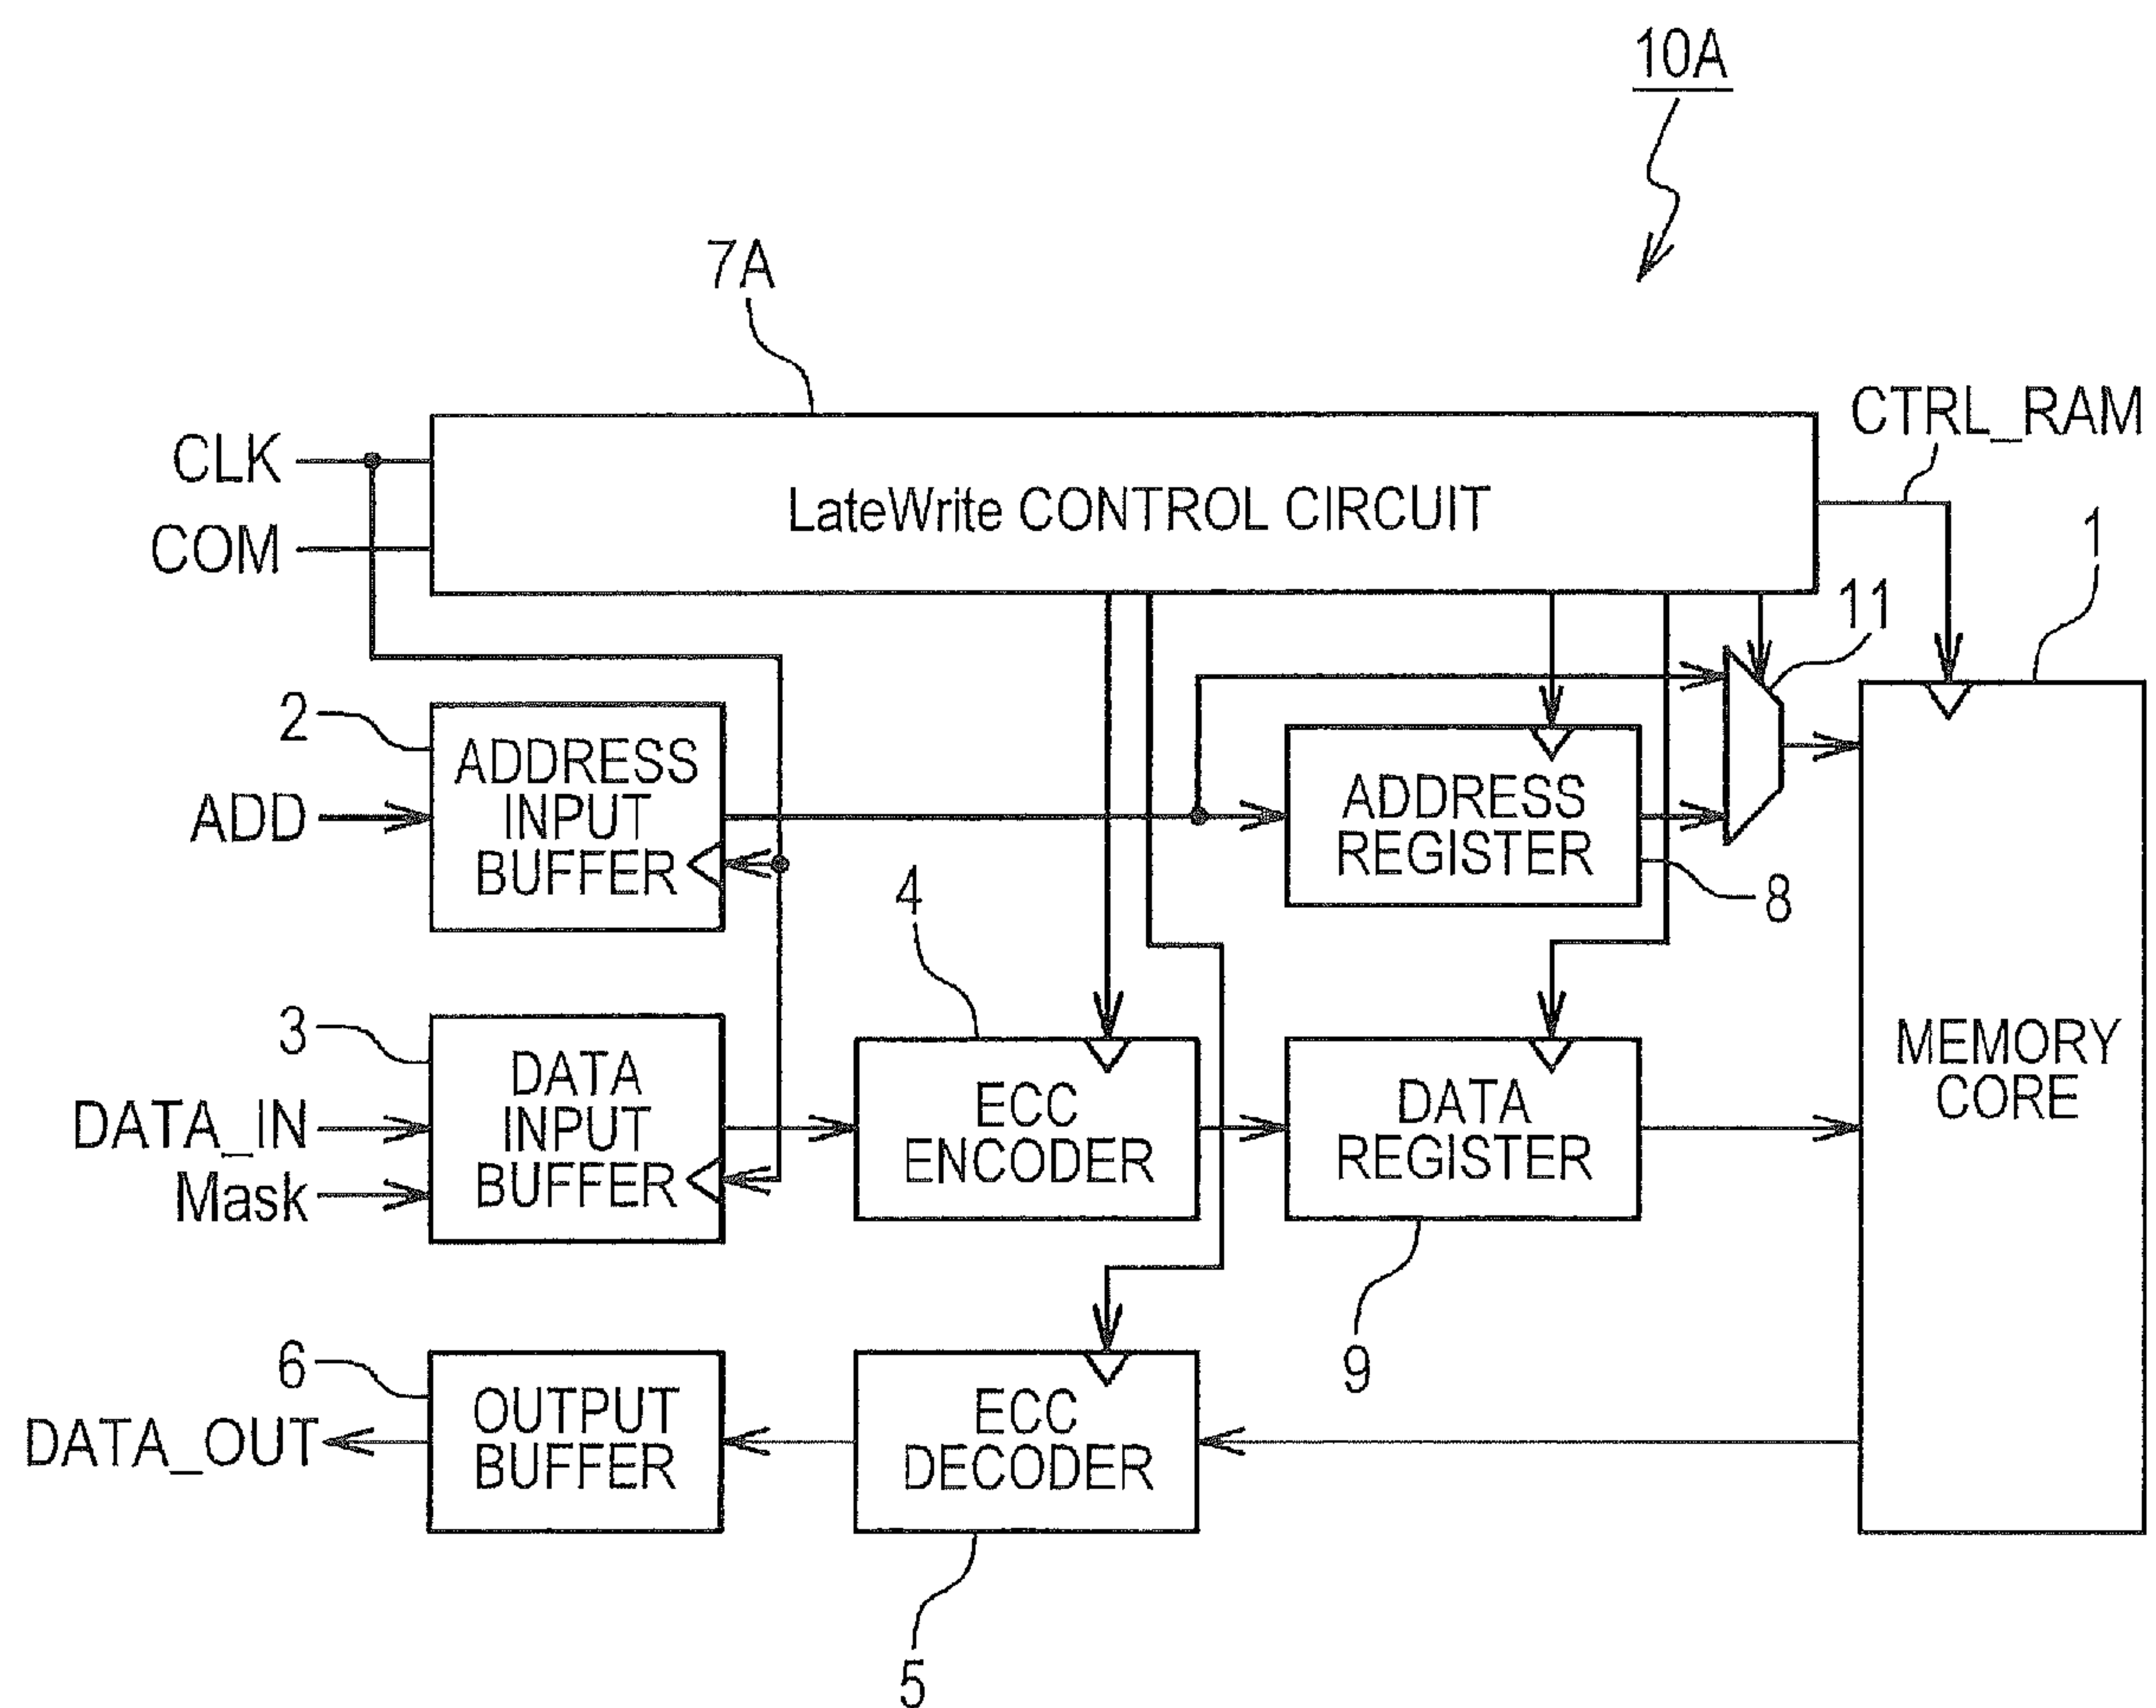 10A
7A
CTRL_RAM
CLK
LateWrite CONTROL CIRCUIT
COM
1
11
2
ADDRESS
INPUT
BUFFER
ADD
ADDRESS
REGISTER
8
4
3
DATA
INPUT
BUFFER
DATA_IN
Mask
ECC
ENCODER
DATA
REGISTER
MEMORY
CORE
9
6
OUTPUT
BUFFER
DATA_OUT
ECC
DECODER
5